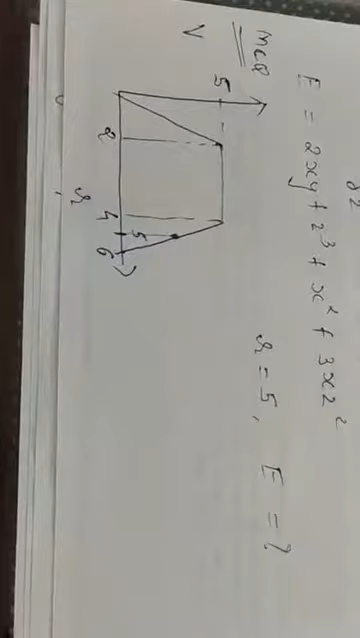 E = 2xy + z³ + x² + 3xz²
MCQ
V
5
2
4
5
6
r
r = 5, E = ?